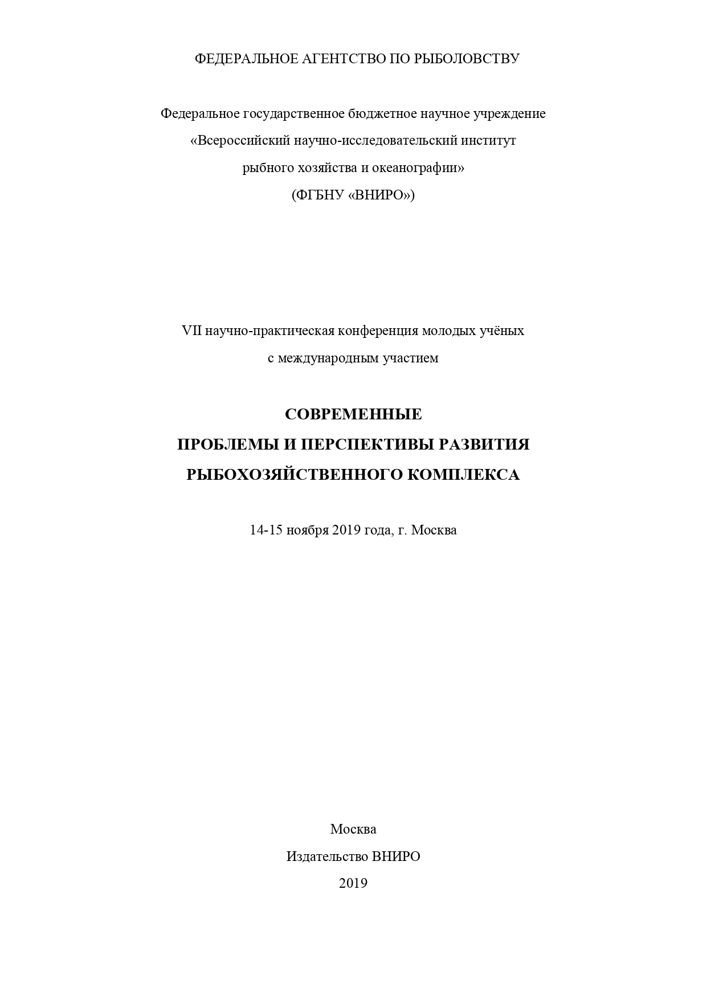 ФЕДЕРАЛЬНОЕ АГЕНТСТВО ПО РЫБОЛОВСТВУ
Федеральное государственное бюджетное научное учреждение
«Всероссийский научно-исследовательский институт
рыбного хозяйства и океанографии»
(ФГБНУ «ВНИРО»)
VII научно-практическая конференция молодых учёных
с международным участием
СОВРЕМЕННЫЕ
ПРОБЛЕМЫ И ПЕРСПЕКТИВЫ РАЗВИТИЯ
РЫБОХОЗЯЙСТВЕННОГО КОМПЛЕКСА
14-15 ноября 2019 года, г. Москва
Москва
Издательство ВНИРО
2019